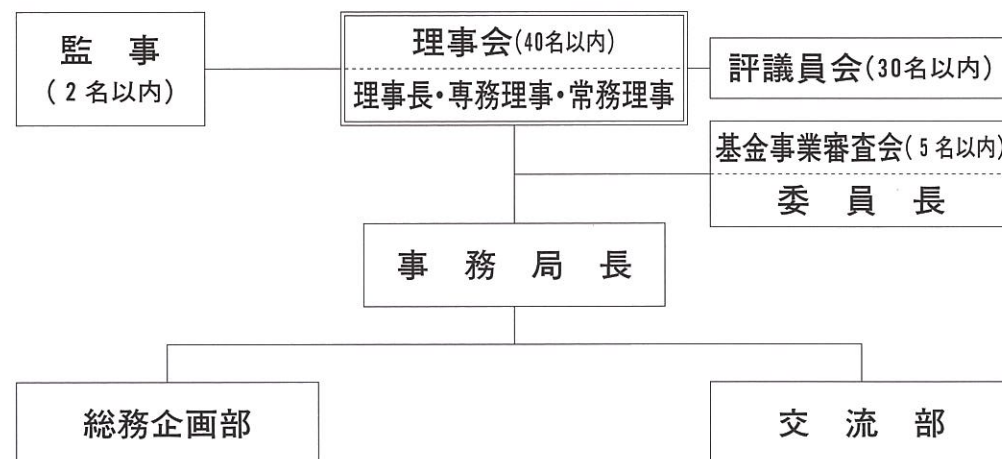 監事
(2名以内)
理事会(40名以内)
理事長・専務理事・常務理事
評議員会(30名以内)
基金事業審査会(5名以内)
委員長
事務局長
総務企画部
交流部